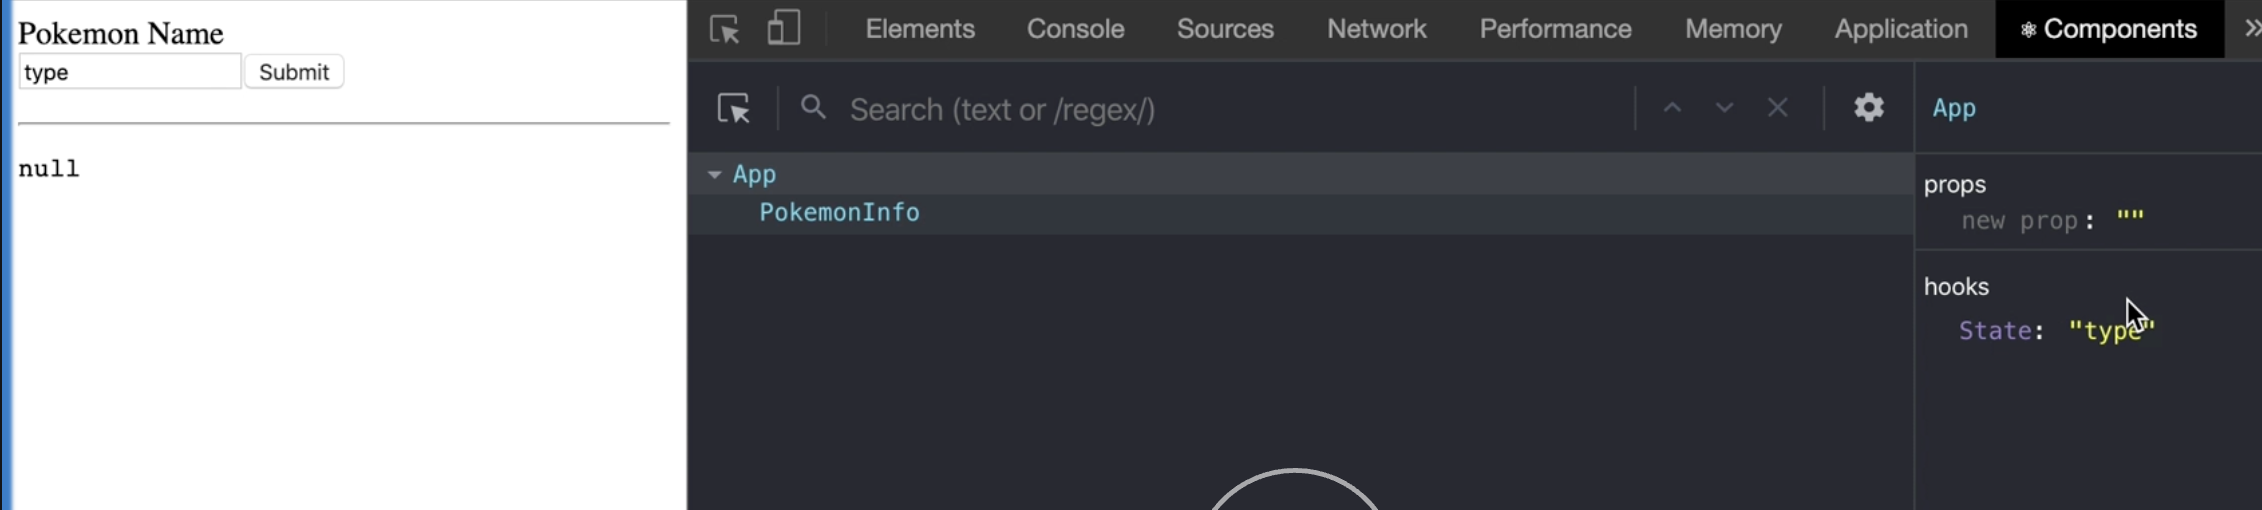 Pokemon Name
type Submit
null
Elements Console Sources Network Performance Memory Application Components »
Search (text or /regex/)
App
PokemonInfo
App
props
new prop: ""
hooks
State: "type"